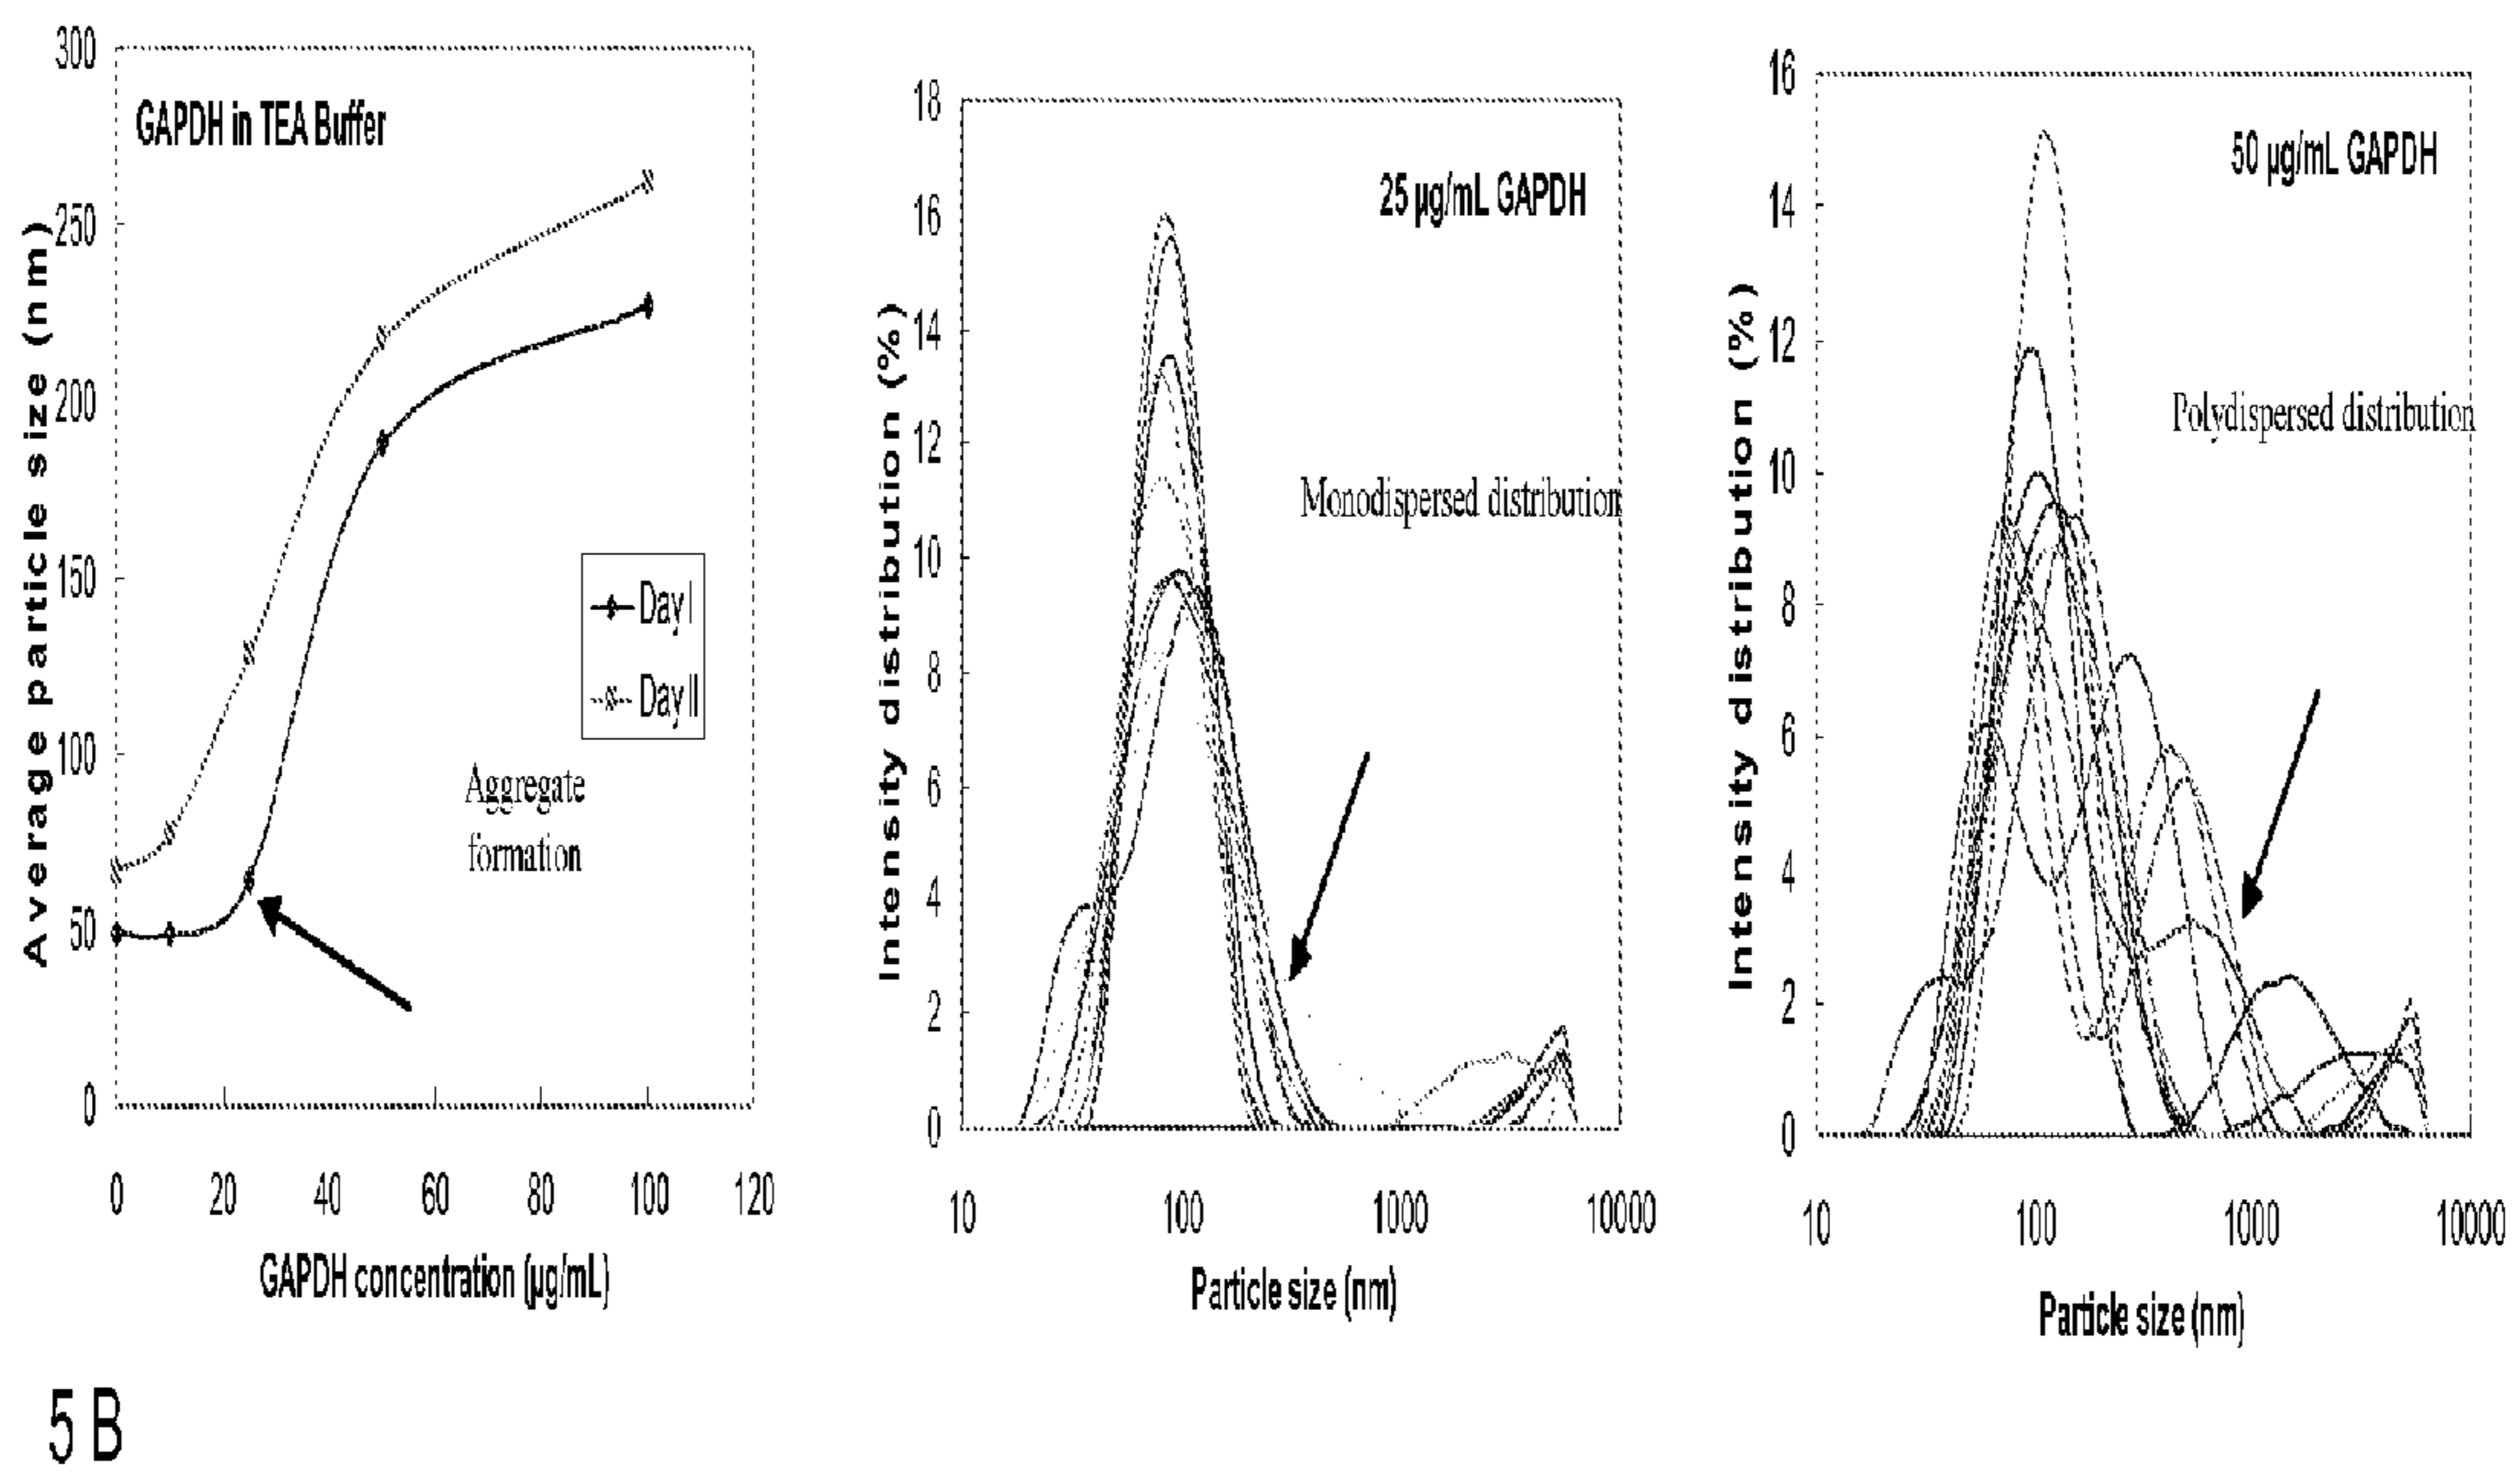 300
250
200
150
100
50
0
Average particle size (nm)
GAPDH in TEA Buffer
Day I
Day II
Aggregate
formation
0 20 40 60 80 100 120
GAPDH concentration (µg/mL)
18
16
14
12
10
8
6
4
2
0
Intensity distribution (%)
25 µg/mL GAPDH
Monodispersed distribution
10 100 1000 10000
Particle size (nm)
16
14
12
10
8
6
4
2
0
Intensity distribution (%)
50 µg/mL GAPDH
Polydispersed distribution
10 100 1000 10000
Particle size (nm)
5 B